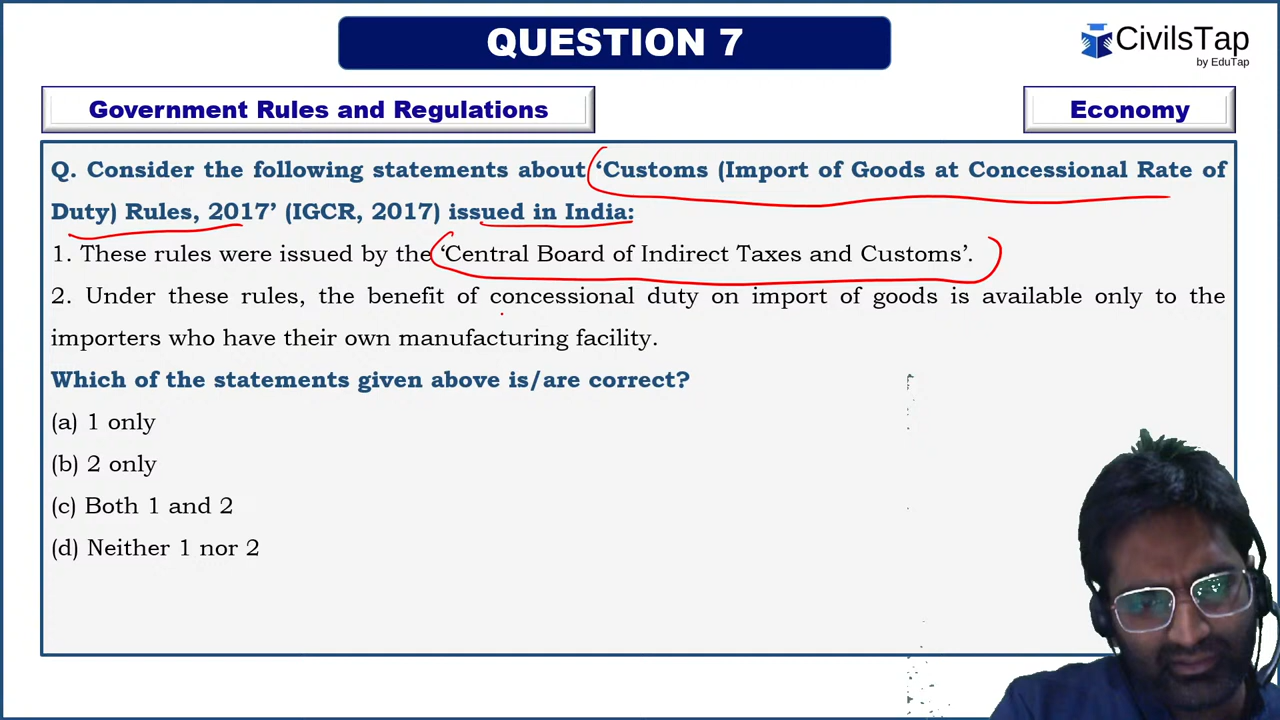 QUESTION 7
CivilsTap
by EduTap
Government Rules and Regulations
Economy
Q. Consider the following statements about ‘Customs (Import of Goods at Concessional Rate of
Duty) Rules, 2017’ (IGCR, 2017) issued in India:
1. These rules were issued by the ‘Central Board of Indirect Taxes and Customs’.
2. Under these rules, the benefit of concessional duty on import of goods is available only to the
importers who have their own manufacturing facility.
Which of the statements given above is/are correct?
(a) 1 only
(b) 2 only
(c) Both 1 and 2
(d) Neither 1 nor 2